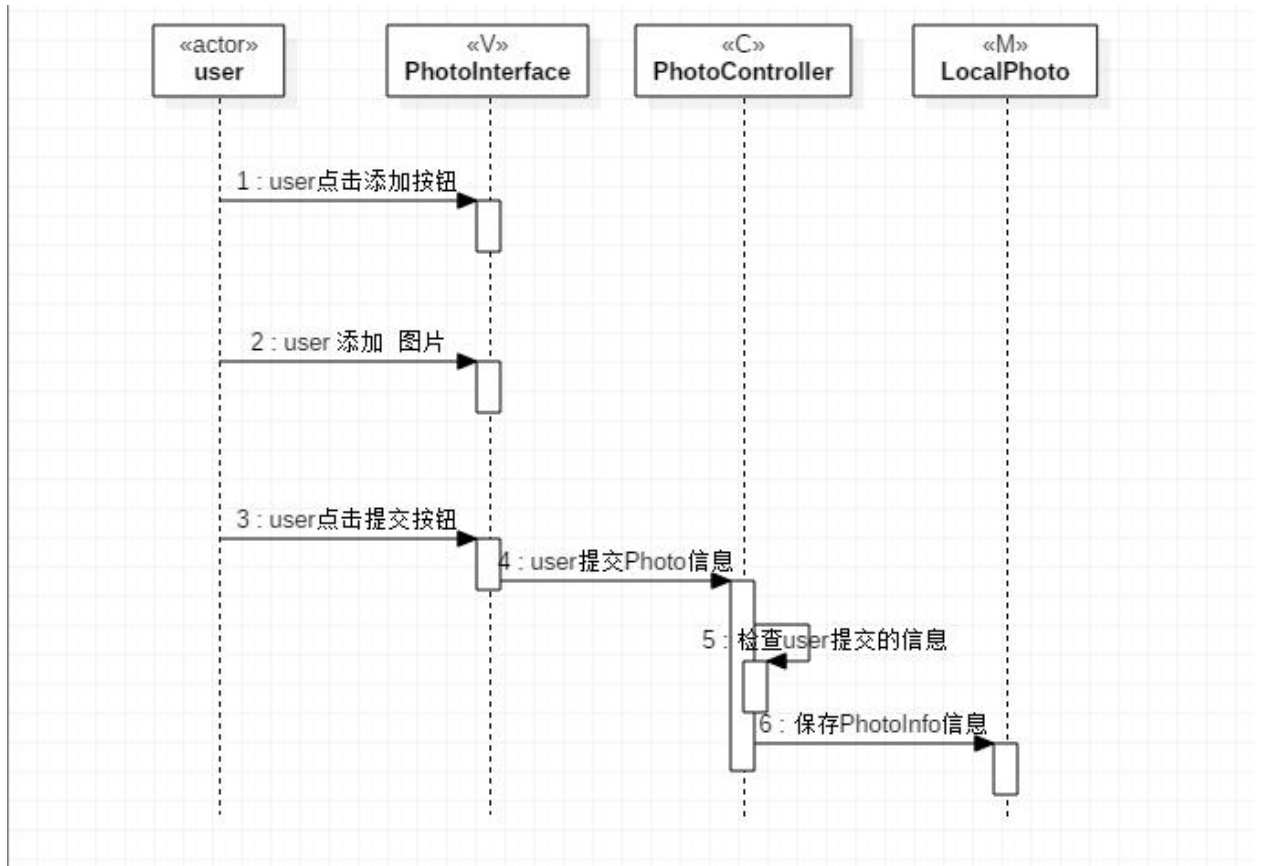 «actor»
user
«V»
PhotoInterface
«C»
PhotoController
«M»
LocalPhoto
1 : user点击添加按钮
2 : user 添加 图片
3 : user点击提交按钮
4 : user提交Photo信息
5 : 检查user提交的信息
6 : 保存PhotoInfo信息